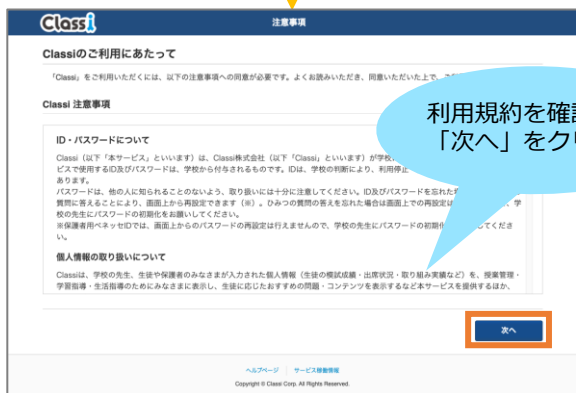 Classi
注意事項
Classiのご利用にあたって
「Classi」をご利用いただくには、以下の注意事項への同意が必要です。よくお読みいただき、同意いただいた上で、
Classi 注意事項
利用規約を確
「次へ」をク
ID・パスワードについて
Classi（以下「本サービス」といいます）は、Classi株式会社（以下「Classi」といいます）が学校
ビスで使用するID及びパスワードは、学校から付与されるものです。IDは、学校の判断により、利用停止
あります。
パスワードは、他の人に知られることのないよう、取り扱いには十分に注意してください。ID及びパスワードを忘れた
質問に答えることにより、画面上から再設定できます（※）。ひみつの質問の答えを忘れた場合は画面上での再設定は 、学
校の先生にパスワードの初期化をお願いしてください。
※保護者用ベネッセIDでは、画面上からのパスワードの再設定は行えませんので、学校の先生にパスワードの初期 してくださ
い。
個人情報の取り扱いについて
Classiは、学校の先生、生徒や保護者のみなさまが入力された個人情報（生徒の模試成績・出席状況・取り組み実績など）を、授業管理・
学習指導・生活指導のためにみなさまに表示し、生徒に応じたおすすめの問題・コンテンツを表示するなど本サービスを提供するほか、
次へ
ヘルプページ サービス稼働情報
Copyright © Classi Corp. All Rights Reserved.